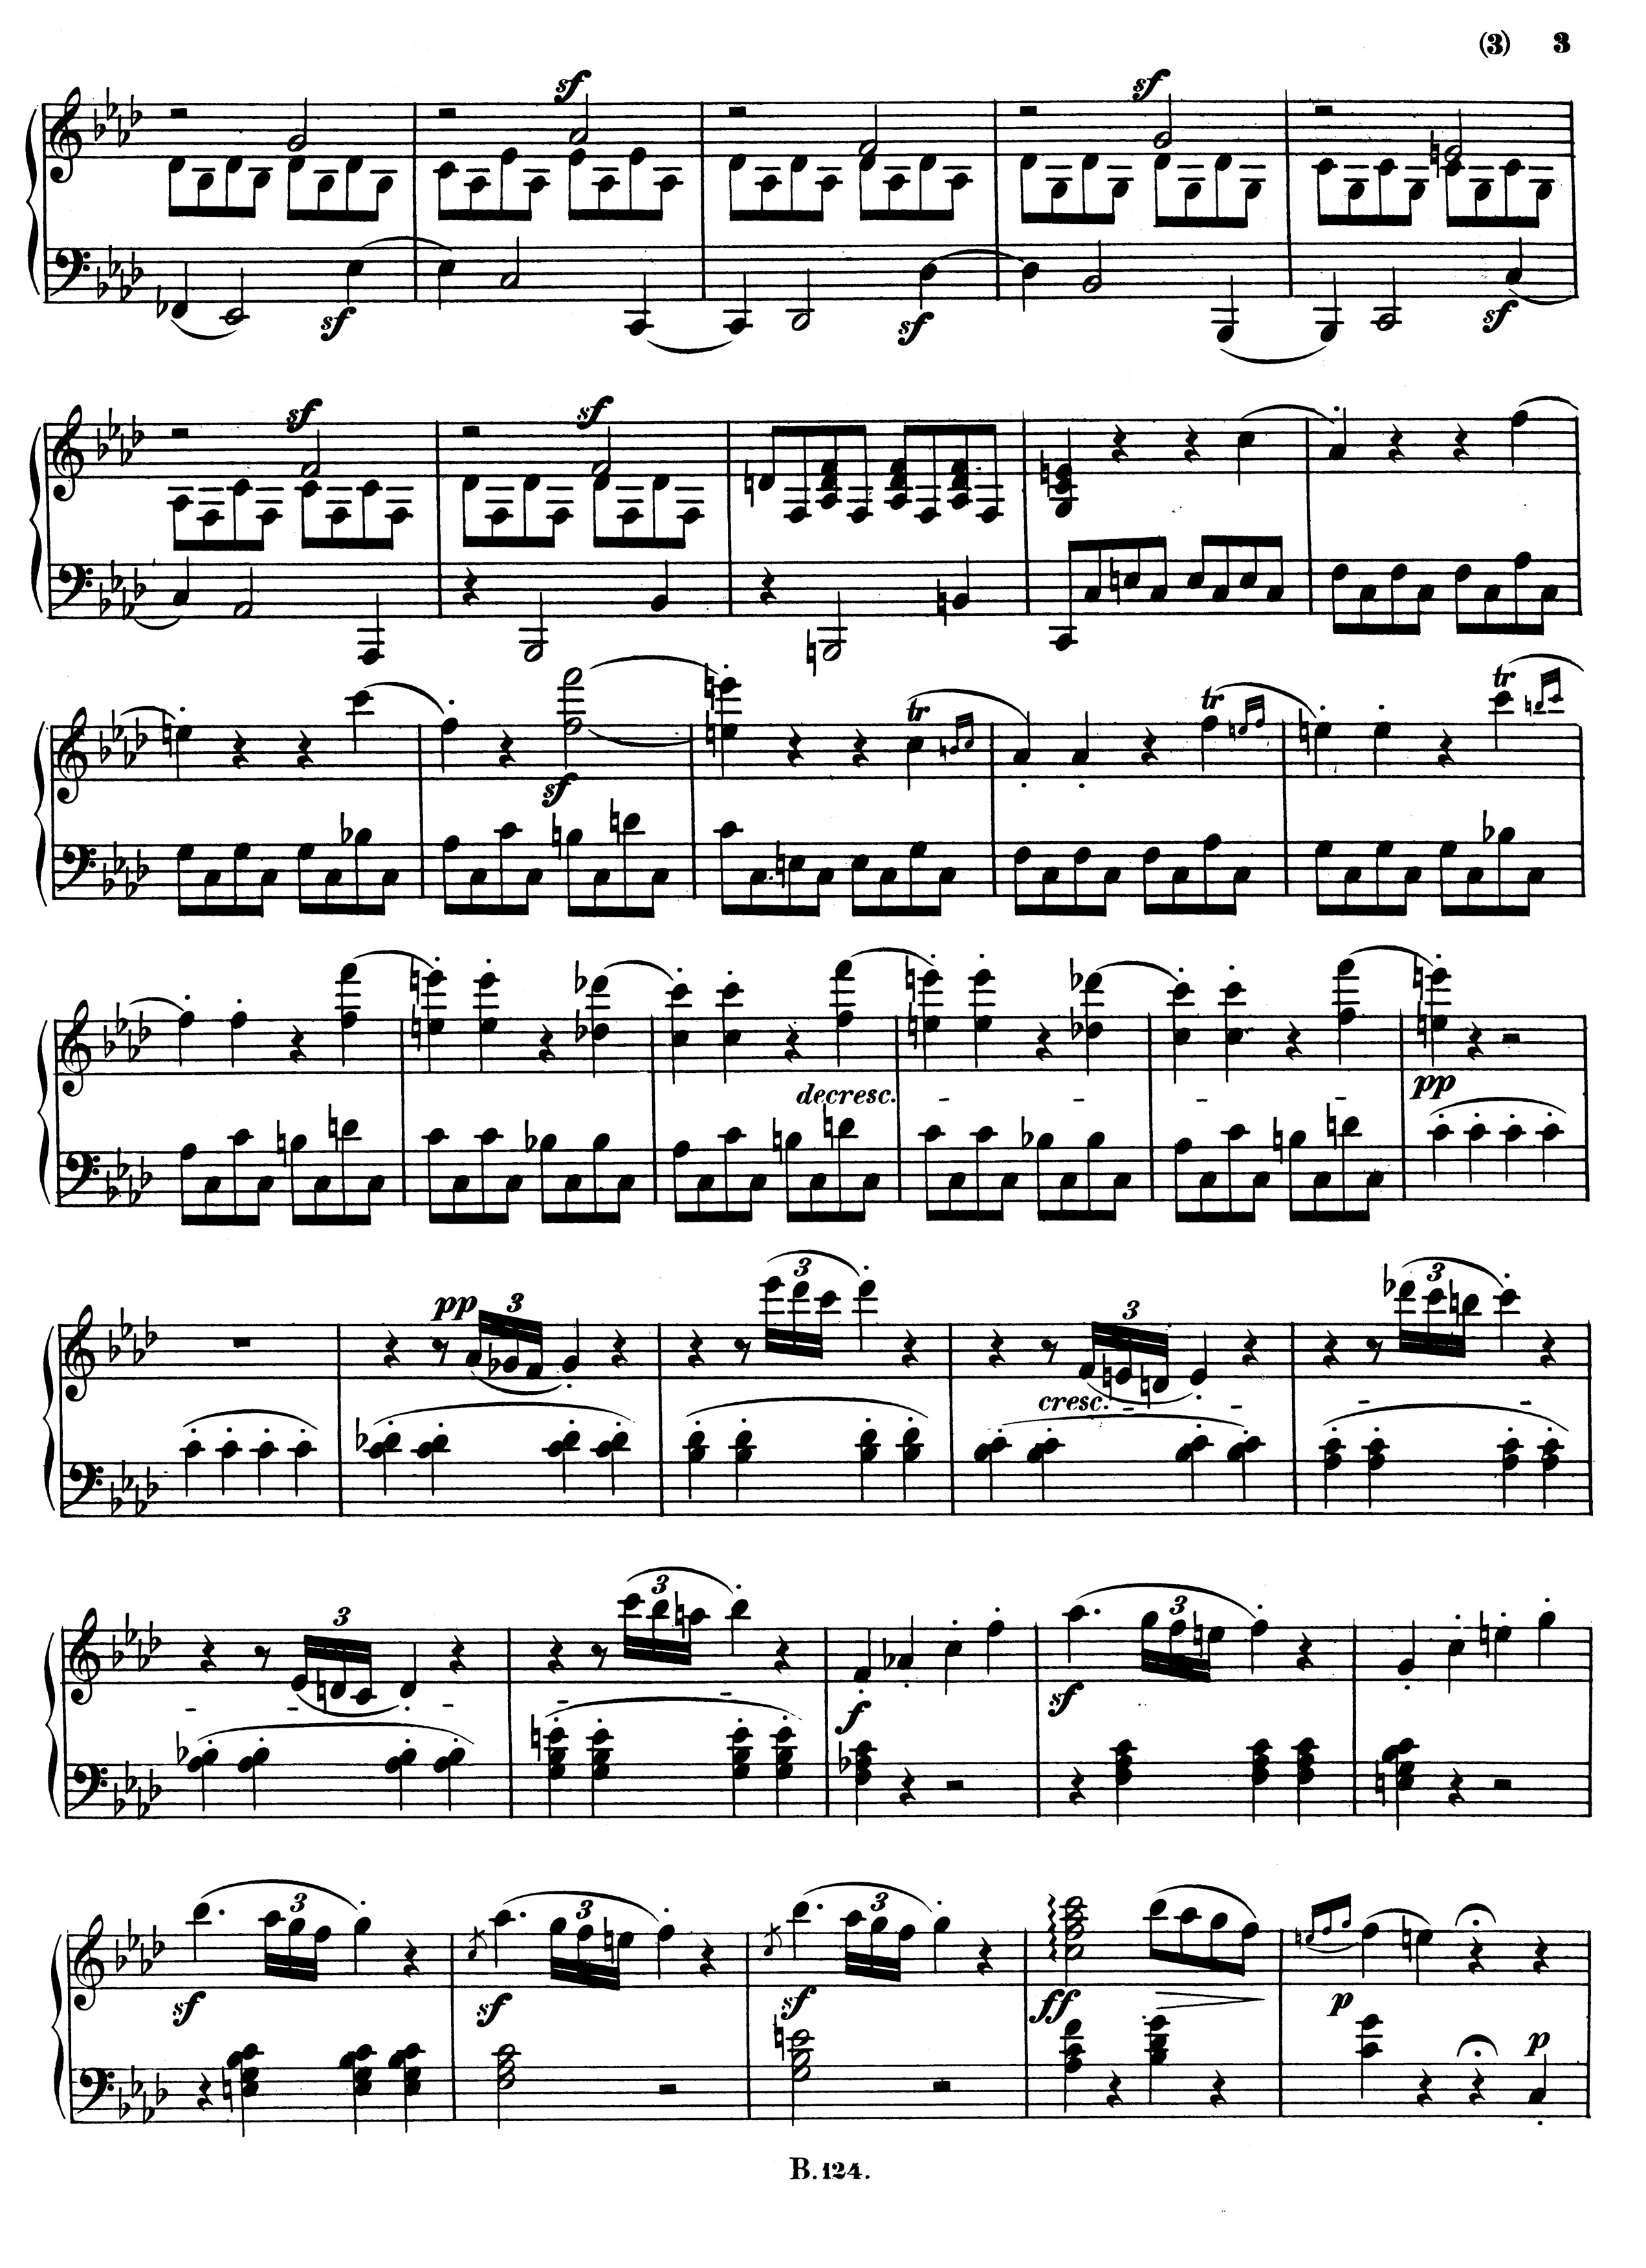 (3) 3
sf sf
sf sf sf
sf sf
tr tr tr
sf
decresc. - - - -
pp
pp 3 3 3 3
cresc. - - - -
3 3 3
- - - - -
f sf
3 3 3
sf sf sf ff p
p
B.124.